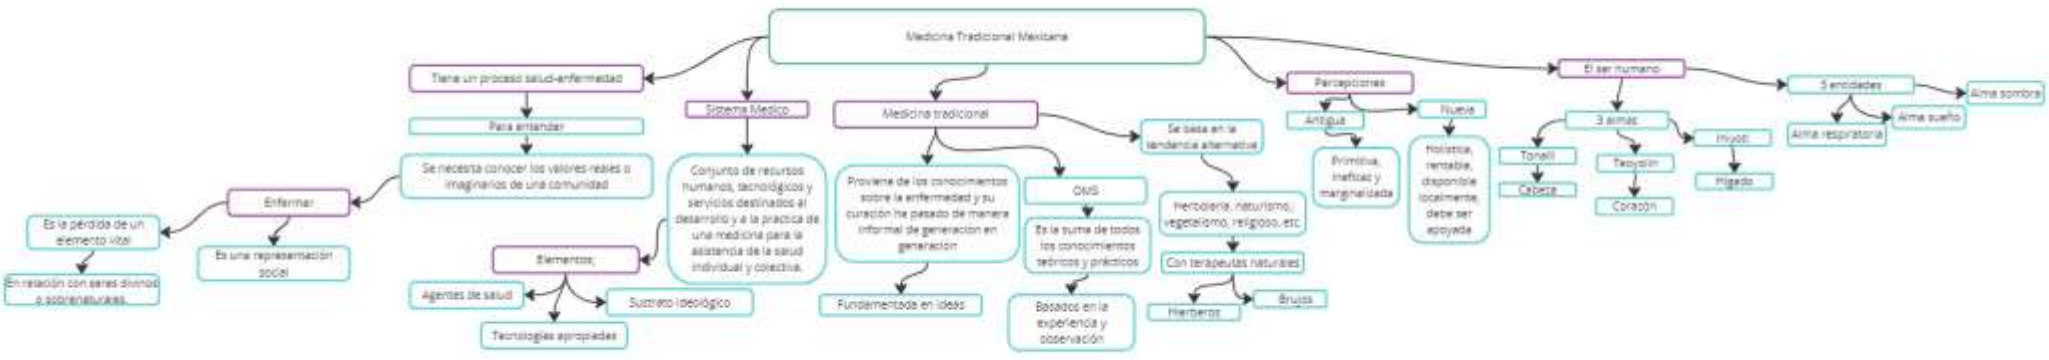 Medicina Tradicional Mexicana
Tiene un proceso salud-enfermedad
Para entender
Se necesita conocer los valores reales o
imaginarios de una comunidad
Enfermar
Es la pérdida de un
elemento vital
En relación con seres divinos
o sobrenaturales.
Es una representación
social
Sistema Medico
Conjunto de recursos
humanos, tecnológicos y
servicios destinados al
desarrollo y a la practica de
una medicina para la
asistencia de la salud
individual y colectiva.
Elementos;
Agentes de salud
Tecnologías apropiadas
Sustrato ideológico
Medicina tradicional
Proviene de los conocimientos
sobre la enfermedad y su
curación ha pasado de manera
informal de generación en
generación
Fundamentada en ideas
OMS
Es la suma de todos
los conocimientos
teóricos y prácticos
Basados en la
experiencia y
observación
Se basa en la
tendencia alternativa
Herbolaria, naturismo,
vegetalismo, religioso, etc
Con terapeutas naturales
Hierberos
Brujos
Percepciones
Antigua
Primitiva,
ineficaz y
marginalizada
Nueva
Holística,
rentable,
disponible
localmente,
debe ser
apoyada
El ser humano
3 almas
Tonalli
Cabeza
Teoyolin
Corazón
Ihiyotl
Hígado
3 entidades
Alma respiratoria
Alma sueño
Alma sombra